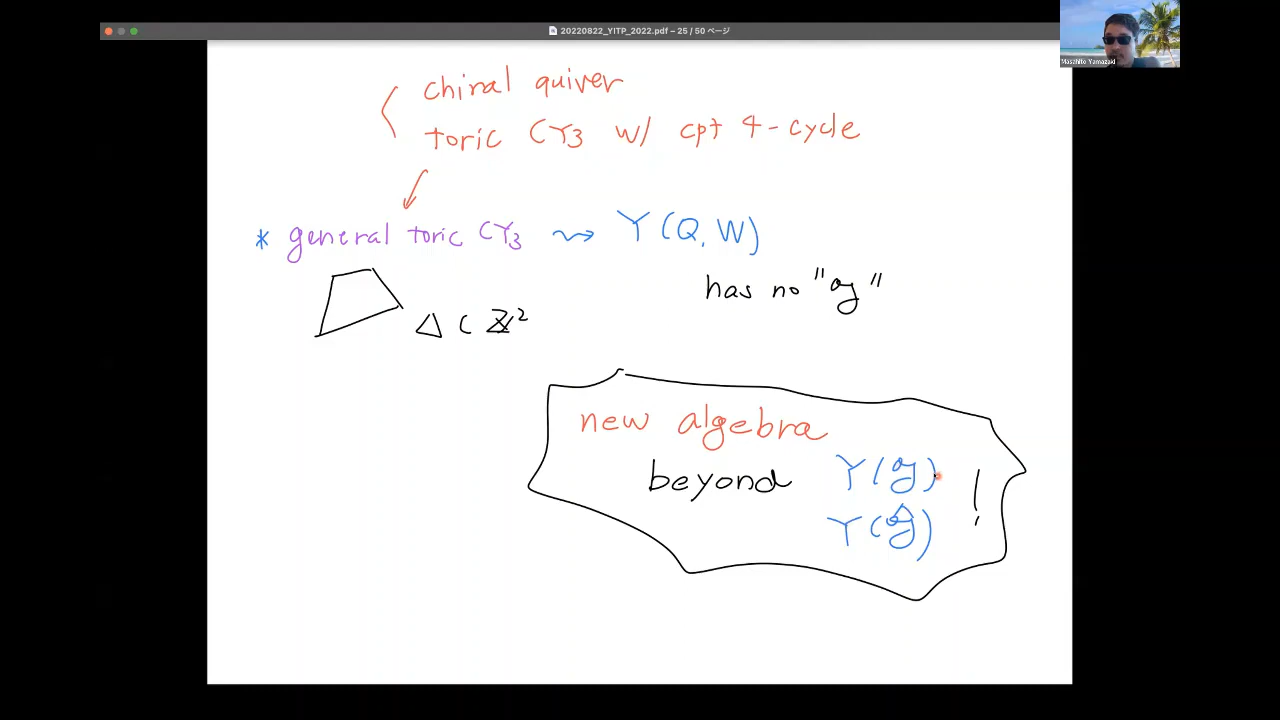 20220822_YITP_2022.pdf – 25 / 50 ページ
Masahito Yamazaki
chiral quiver
toric CY3 w/ cpt 4-cycle
* general toric CY3 ⇝ Y(Q, W)
has no "𝔤"
Δ ⊂ ℤ²
new algebra
beyond Y(𝔤)
Y(𝔤̂) !